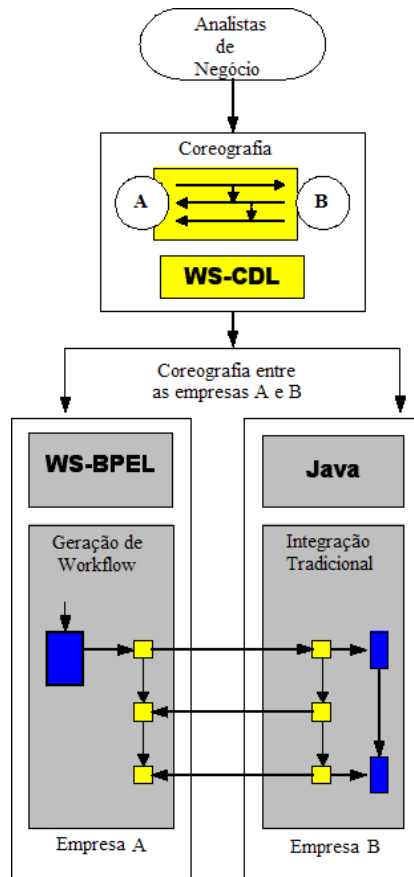 Analistas
de
Negócio
Coreografia
A
B
WS-CDL
Coreografia entre
as empresas A e B
WS-BPEL
Java
Geração de
Workflow
Integração
Tradicional
Empresa A
Empresa B